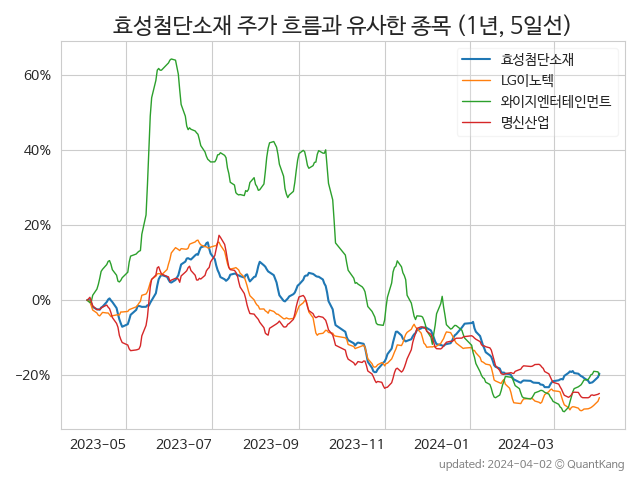 효성첨단소재 주가 흐름과 유사한 종목 (1년, 5일선)
효성첨단소재
LG이노텍
와이지엔터테인먼트
명신산업
60%
40%
20%
0%
−20%
2023-05
2023-07
2023-09
2023-11
2024-01
2024-03
updated: 2024-04-02 © QuantKang